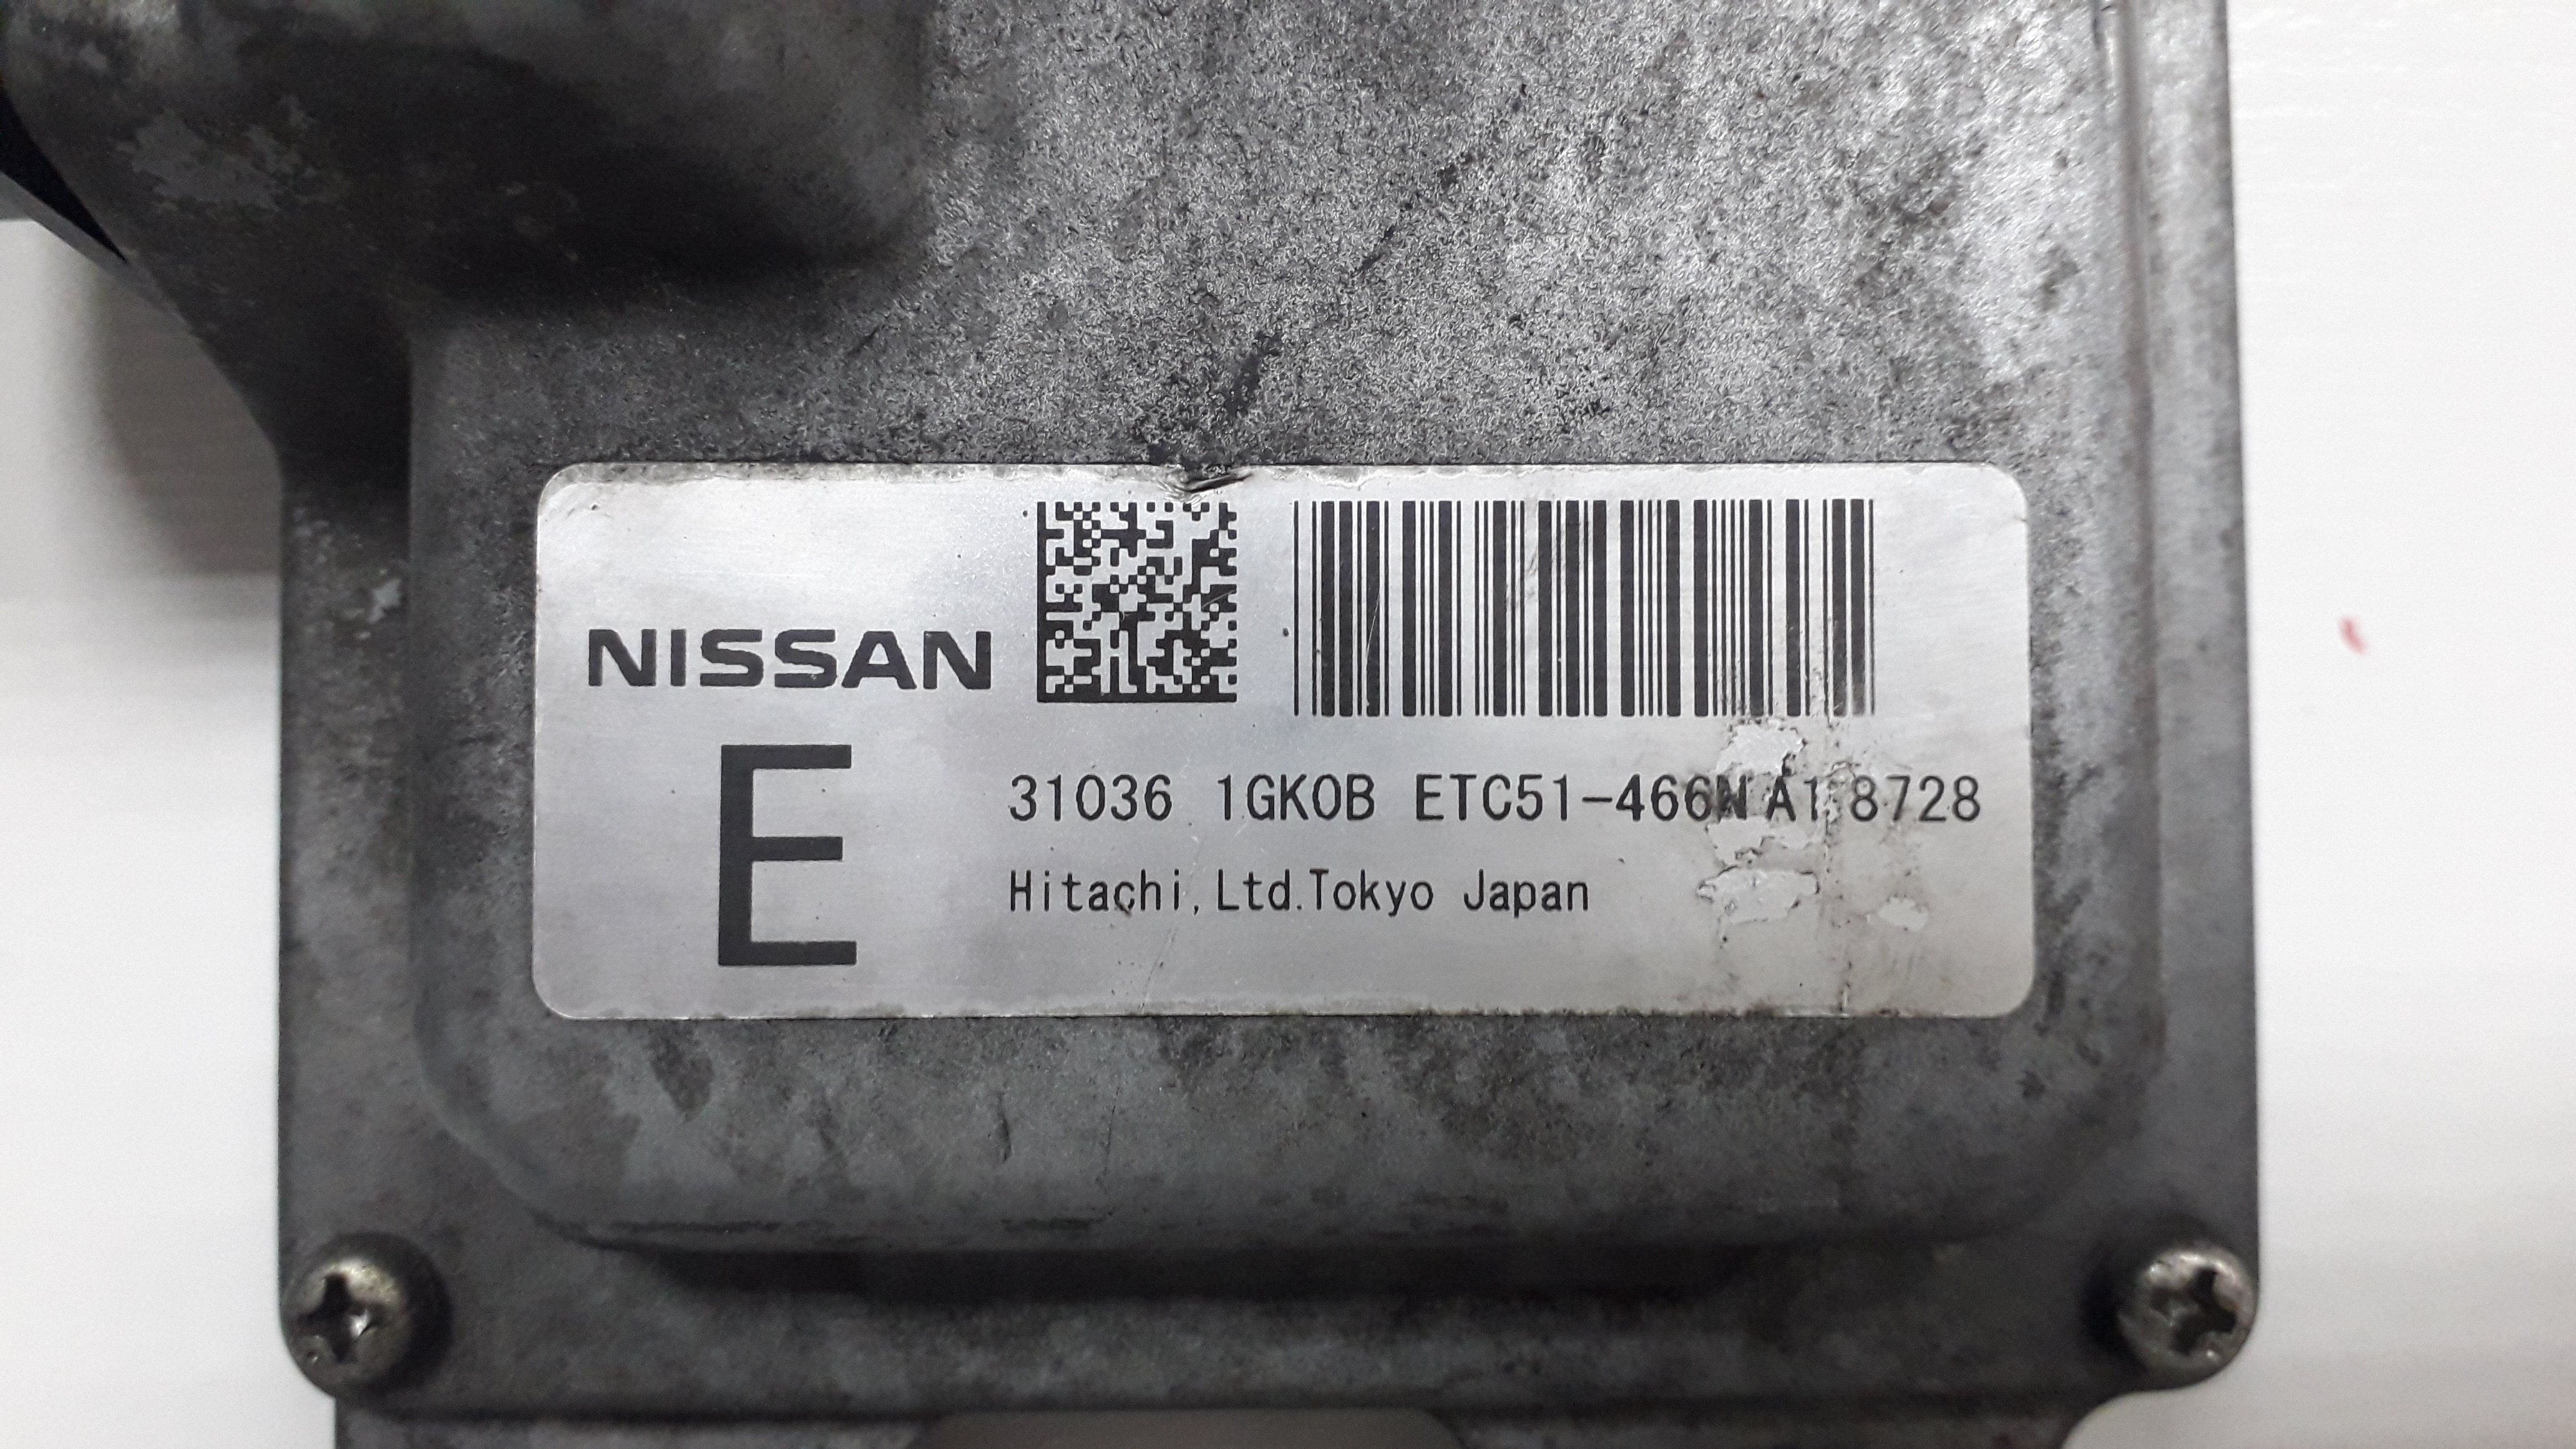 NISSAN
E
31036 1GK0B ETC51-466N A1 8728
Hitachi,Ltd.Tokyo Japan